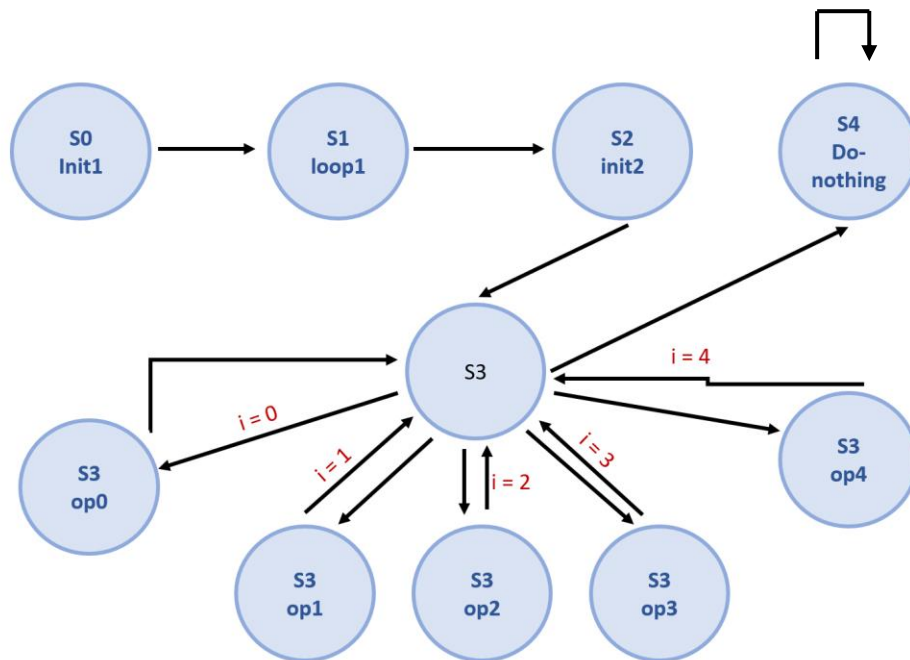 S0
Init1
S1
loop1
S2
init2
S4
Do-
nothing
S3
i = 4
i = 0
i = 1
i = 2
i = 3
S3
op0
S3
op4
S3
op1
S3
op2
S3
op3